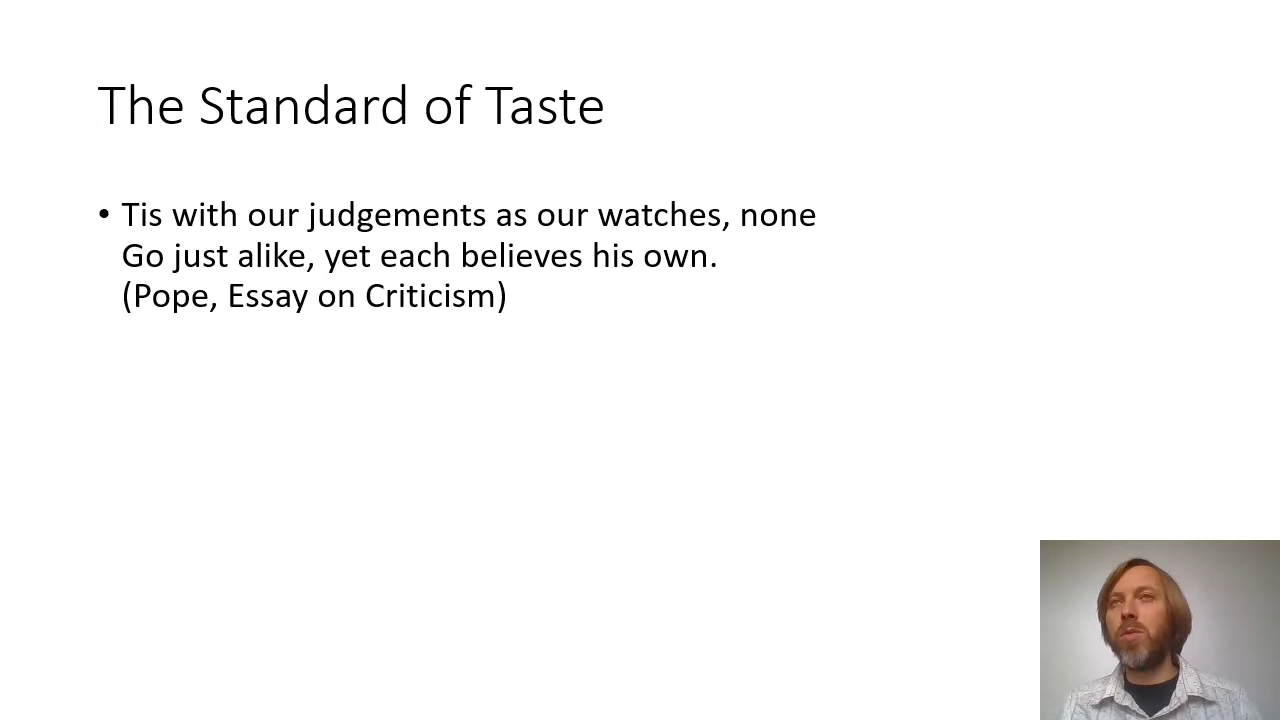 The Standard of Taste
• Tis with our judgements as our watches, none
Go just alike, yet each believes his own.
(Pope, Essay on Criticism)